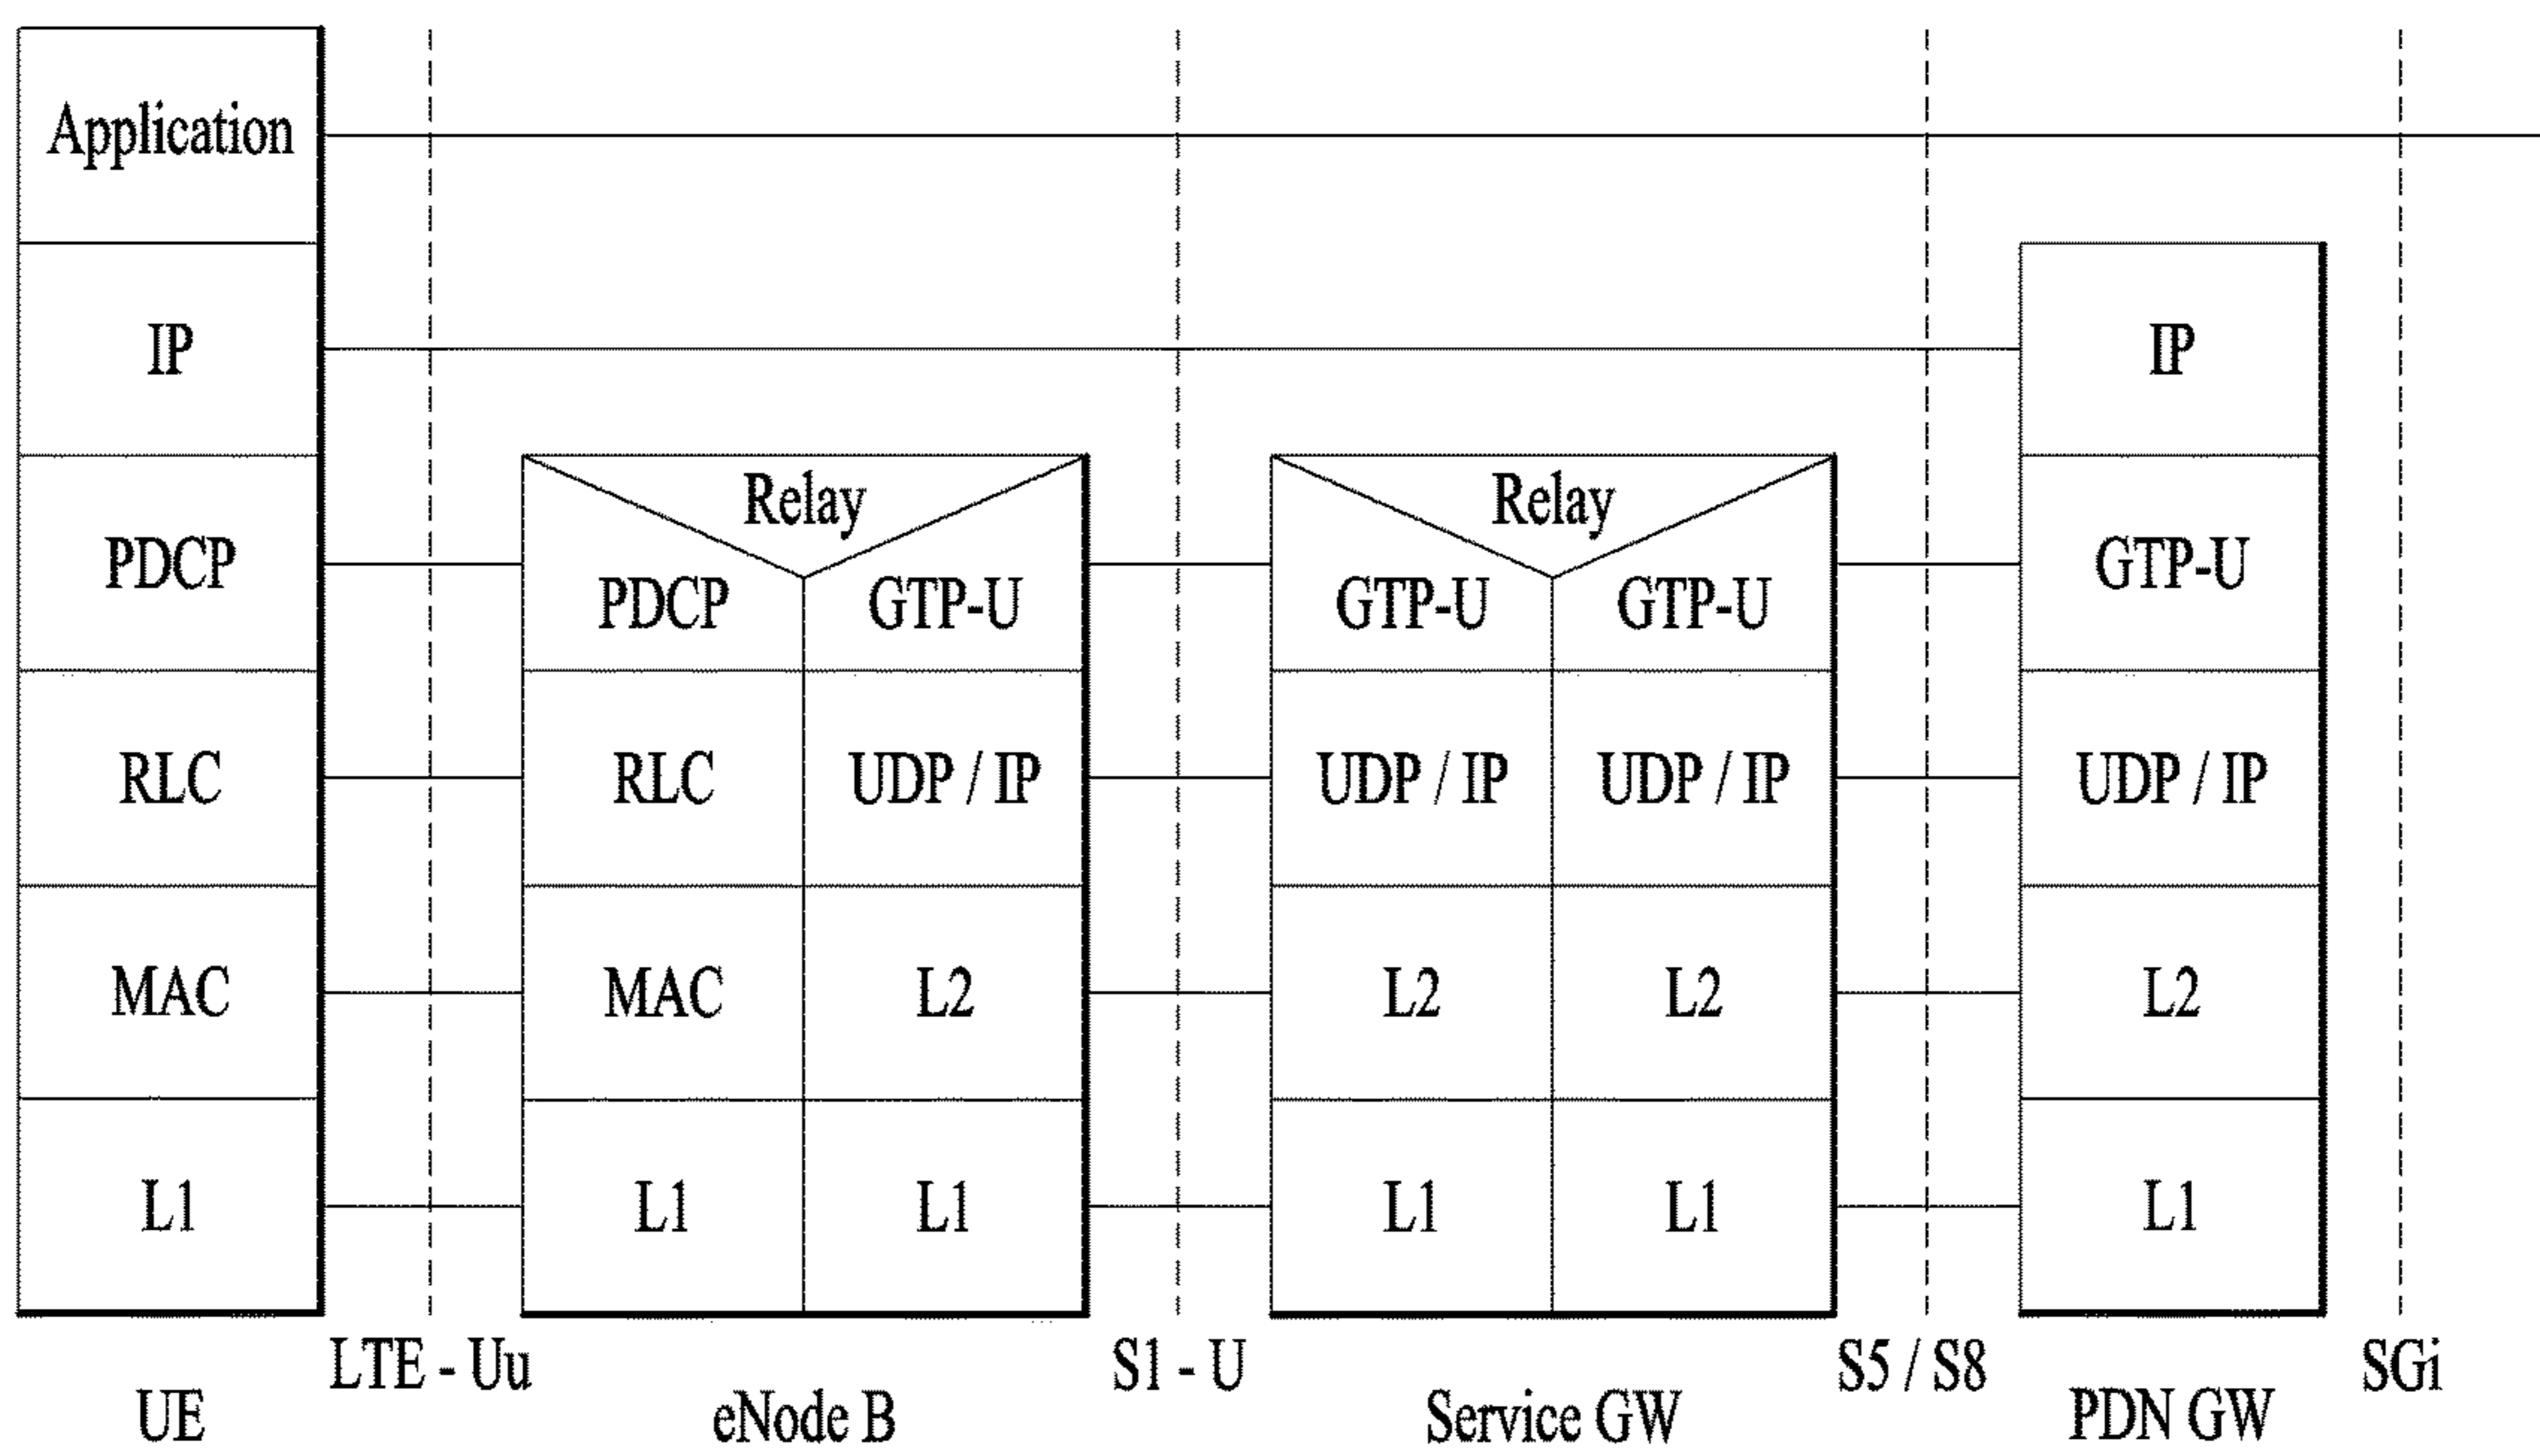 Application
IP
IP
Relay
Relay
PDCP
GTP-U
PDCP
GTP-U
GTP-U
GTP-U
RLC
RLC
UDP / IP
UDP / IP
UDP / IP
UDP / IP
MAC
MAC
L2
L2
L2
L2
L1
L1
L1
L1
L1
L1
LTE - Uu
S1 - U
S5 / S8
SGi
UE
eNode B
Service GW
PDN GW